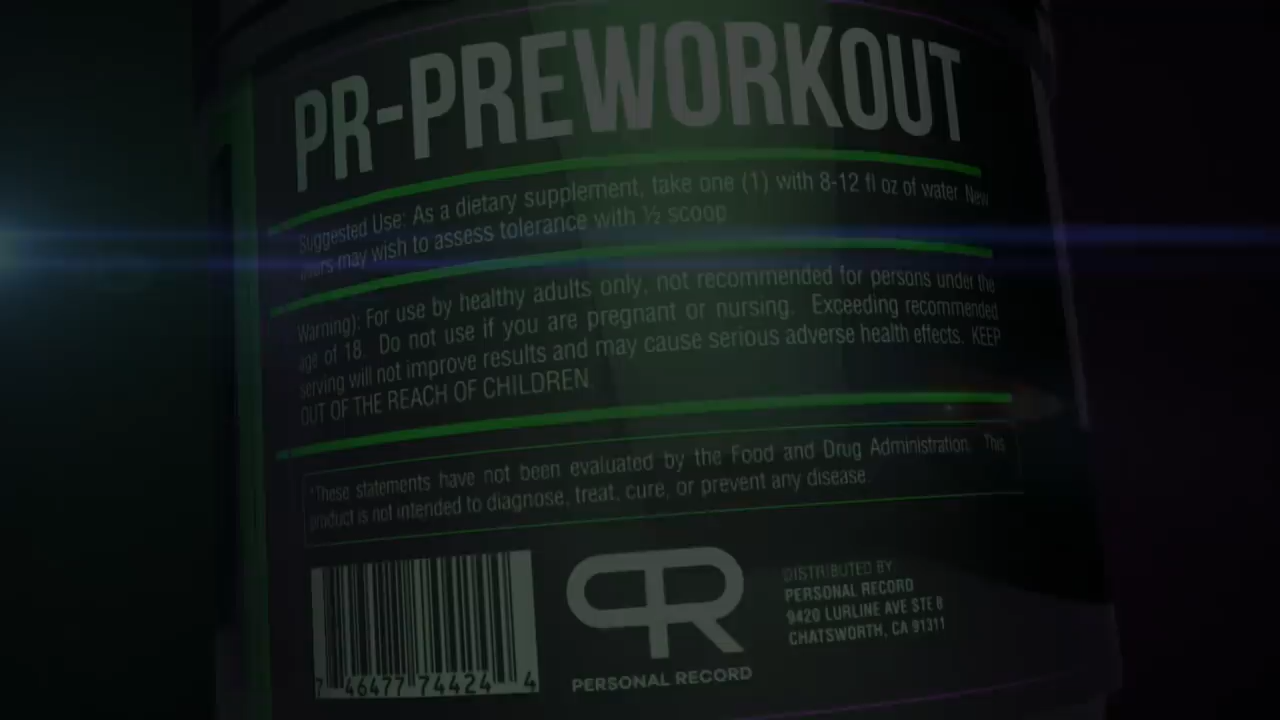 PR-PREWORKOUT
Suggested Use: As a dietary supplement, take one (1) with 8-12 fl oz of water. New
users may wish to assess tolerance with ½ scoop
Warning): For use by healthy adults only, not recommended for persons under the
age of 18. Do not use if you are pregnant or nursing. Exceeding recommended
serving will not improve results and may cause serious adverse health effects. KEEP
OUT OF THE REACH OF CHILDREN.
*These statements have not been evaluated by the Food and Drug Administration. This
product is not intended to diagnose, treat, cure, or prevent any disease.
7 46477 74424 4
PR
PERSONAL RECORD
DISTRIBUTED BY
PERSONAL RECORD
9420 LURLINE AVE STE B
CHATSWORTH, CA 91311